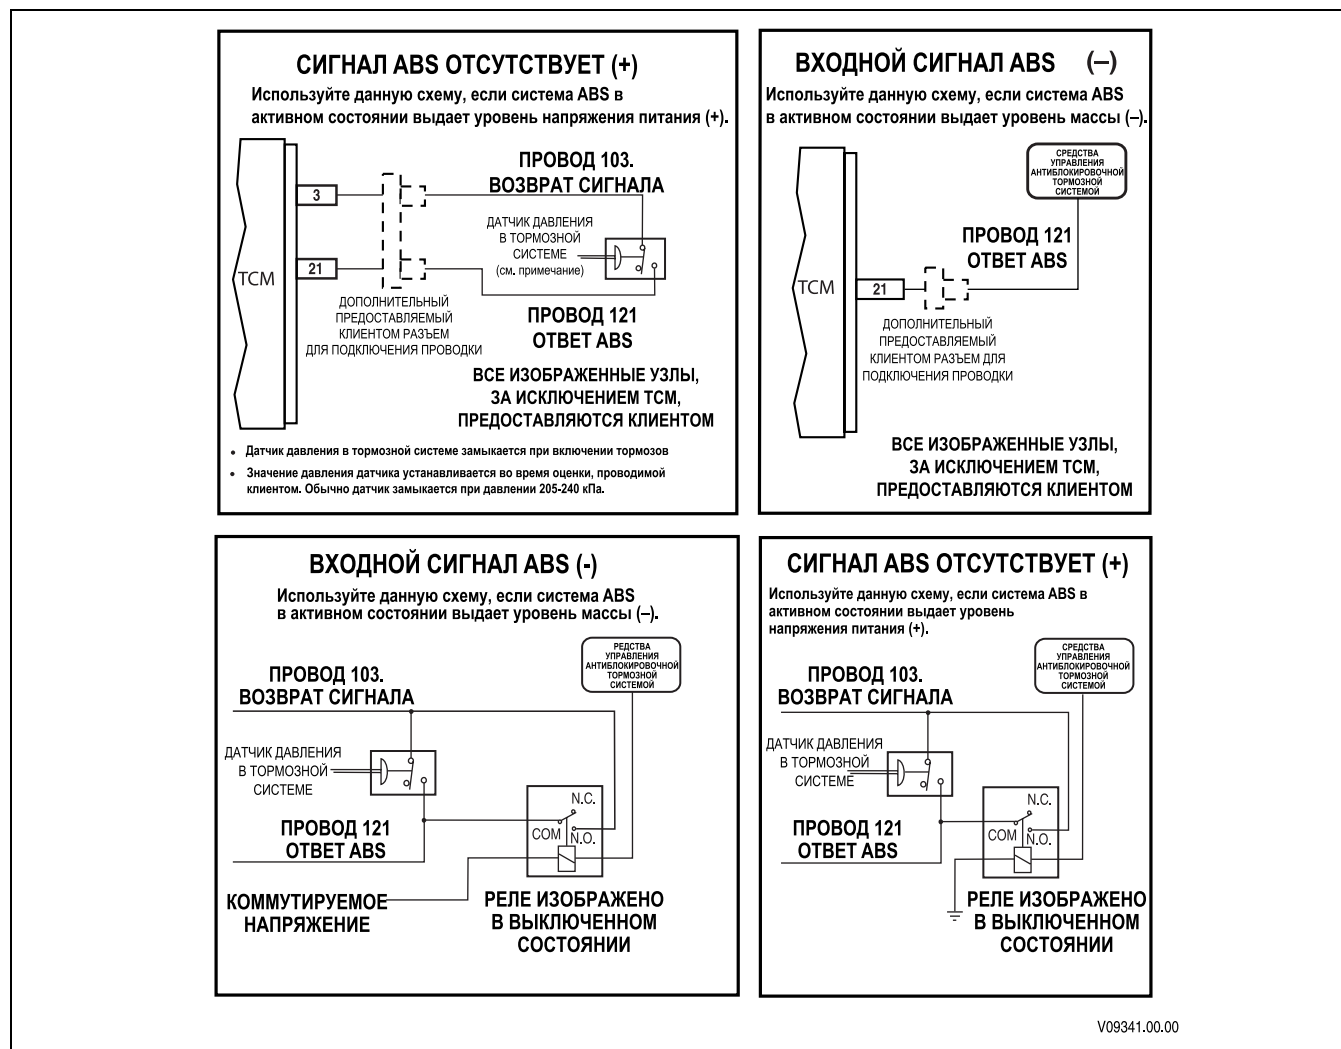 СИГНАЛ ABS ОТСУТСТВУЕТ (+)
Используйте данную схему, если система ABS в
активном состоянии выдает уровень напряжения питания (+).
ПРОВОД 103.
ВОЗВРАТ СИГНАЛА
3
ДАТЧИК ДАВЛЕНИЯ
В ТОРМОЗНОЙ
СИСТЕМЕ
(см. примечание)
21
TCM
ДОПОЛНИТЕЛЬНЫЙ
ПРЕДОСТАВЛЯЕМЫЙ
КЛИЕНТОМ РАЗЪЕМ
ДЛЯ ПОДКЛЮЧЕНИЯ ПРОВОДКИ
ПРОВОД 121
ОТВЕТ ABS
ВСЕ ИЗОБРАЖЕННЫЕ УЗЛЫ,
ЗА ИСКЛЮЧЕНИЕМ TCM,
ПРЕДОСТАВЛЯЮТСЯ КЛИЕНТОМ
• Датчик давления в тормозной системе замыкается при включении тормозов
• Значение давления датчика устанавливается во время оценки, проводимой
клиентом. Обычно датчик замыкается при давлении 205-240 кПа.
ВХОДНОЙ СИГНАЛ ABS (–)
Используйте данную схему, если система ABS
в активном состоянии выдает уровень массы (–).
СРЕДСТВА
УПРАВЛЕНИЯ
АНТИБЛОКИРОВОЧНОЙ
ТОРМОЗНОЙ
СИСТЕМОЙ
ПРОВОД 121
ОТВЕТ ABS
TCM
21
ДОПОЛНИТЕЛЬНЫЙ
ПРЕДОСТАВЛЯЕМЫЙ
КЛИЕНТОМ РАЗЪЕМ ДЛЯ
ПОДКЛЮЧЕНИЯ ПРОВОДКИ
ВСЕ ИЗОБРАЖЕННЫЕ УЗЛЫ,
ЗА ИСКЛЮЧЕНИЕМ TCM,
ПРЕДОСТАВЛЯЮТСЯ КЛИЕНТОМ
ВХОДНОЙ СИГНАЛ ABS (-)
Используйте данную схему, если система ABS
в активном состоянии выдает уровень массы (–).
РЕДСТВА
УПРАВЛЕНИЯ
АНТИБЛОКИРОВОЧНОЙ
ТОРМОЗНОЙ
СИСТЕМОЙ
ПРОВОД 103.
ВОЗВРАТ СИГНАЛА
ДАТЧИК ДАВЛЕНИЯ
В ТОРМОЗНОЙ
СИСТЕМЕ
N.C.
COM
N.O.
ПРОВОД 121
ОТВЕТ ABS
КОММУТИРУЕМОЕ
НАПРЯЖЕНИЕ
РЕЛЕ ИЗОБРАЖЕНО
В ВЫКЛЮЧЕННОМ
СОСТОЯНИИ
СИГНАЛ ABS ОТСУТСТВУЕТ (+)
Используйте данную схему, если система ABS в
активном состоянии выдает уровень
напряжения питания (+).
СРЕДСТВА
УПРАВЛЕНИЯ
АНТИБЛОКИРОВОЧНОЙ
ТОРМОЗНОЙ
СИСТЕМОЙ
ПРОВОД 103.
ВОЗВРАТ СИГНАЛА
ДАТЧИК ДАВЛЕНИЯ
В ТОРМОЗНОЙ
СИСТЕМЕ
N.C.
COM
N.O.
ПРОВОД 121
ОТВЕТ ABS
РЕЛЕ ИЗОБРАЖЕНО
В ВЫКЛЮЧЕННОМ
СОСТОЯНИИ
V09341.00.00